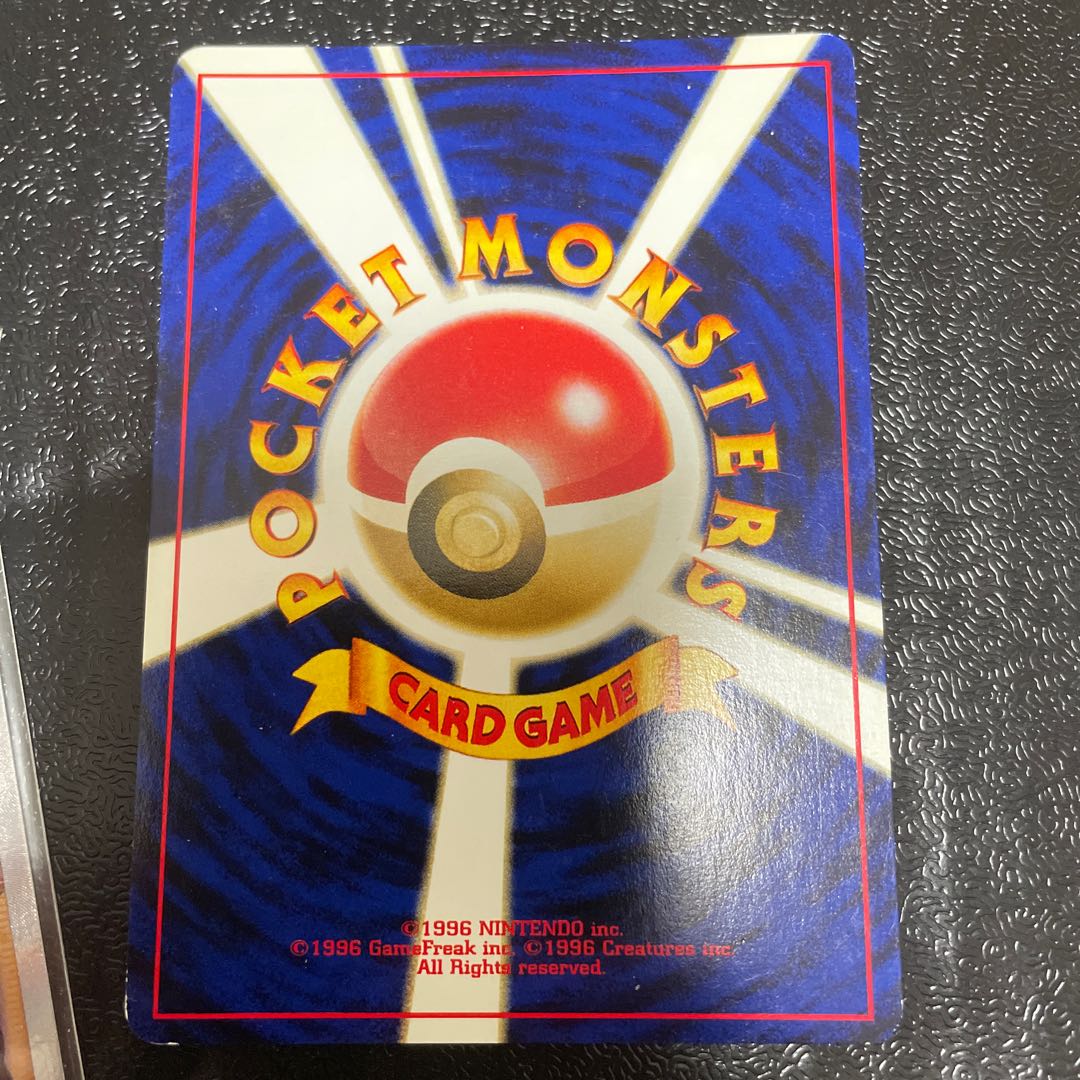 POCKET MONSTERS
CARD GAME
©1996 NINTENDO inc.
©1996 GameFreak inc. ©1996 Creatures inc.
All Rights reserved.